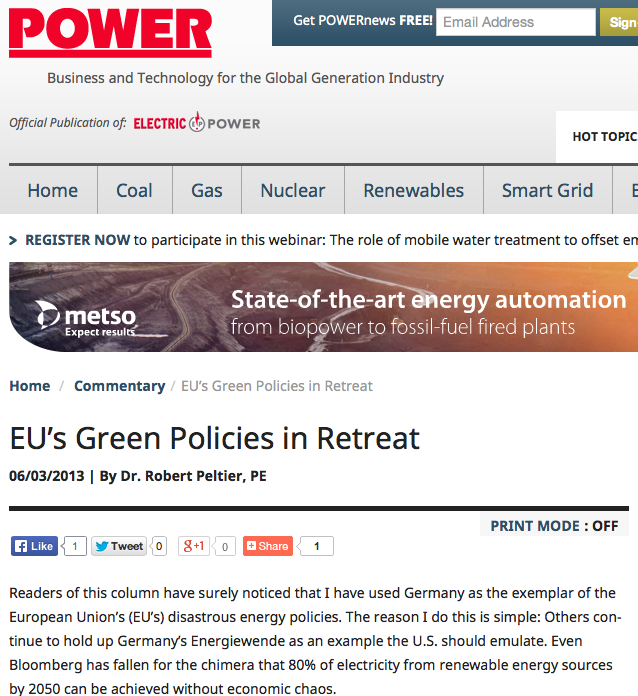 POWER
Get POWERnews FREE!
Email Address
Sign
Business and Technology for the Global Generation Industry
Official Publication of: ELECTRIC EP POWER
HOT TOPIC
Home
Coal
Gas
Nuclear
Renewables
Smart Grid
> REGISTER NOW to participate in this webinar: The role of mobile water treatment to offset em
metso
Expect results
State-of-the-art energy automation
from biopower to fossil-fuel fired plants
Home / Commentary / EU’s Green Policies in Retreat
EU’s Green Policies in Retreat
06/03/2013 | By Dr. Robert Peltier, PE
PRINT MODE : OFF
Like 1 Tweet 0 g+1 0 Share 1
Readers of this column have surely noticed that I have used Germany as the exemplar of the
European Union’s (EU’s) disastrous energy policies. The reason I do this is simple: Others con-
tinue to hold up Germany’s Energiewende as an example the U.S. should emulate. Even
Bloomberg has fallen for the chimera that 80% of electricity from renewable energy sources
by 2050 can be achieved without economic chaos.